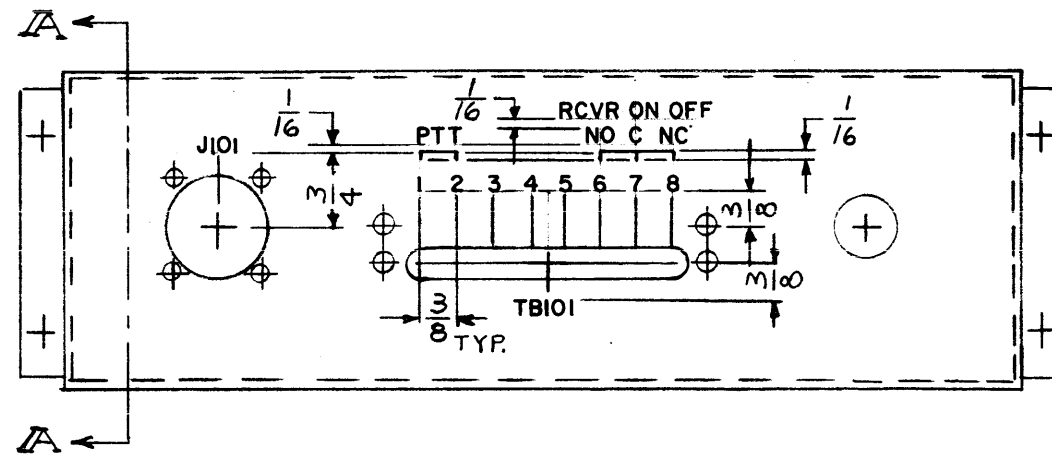 A
1/16
1/16
RCVR ON OFF
1/16
PTT
NO C NC
J101
3/4
1 2 3 4 5 6 7 8
3/8
3/8
TB101
3/8 TYP.
A